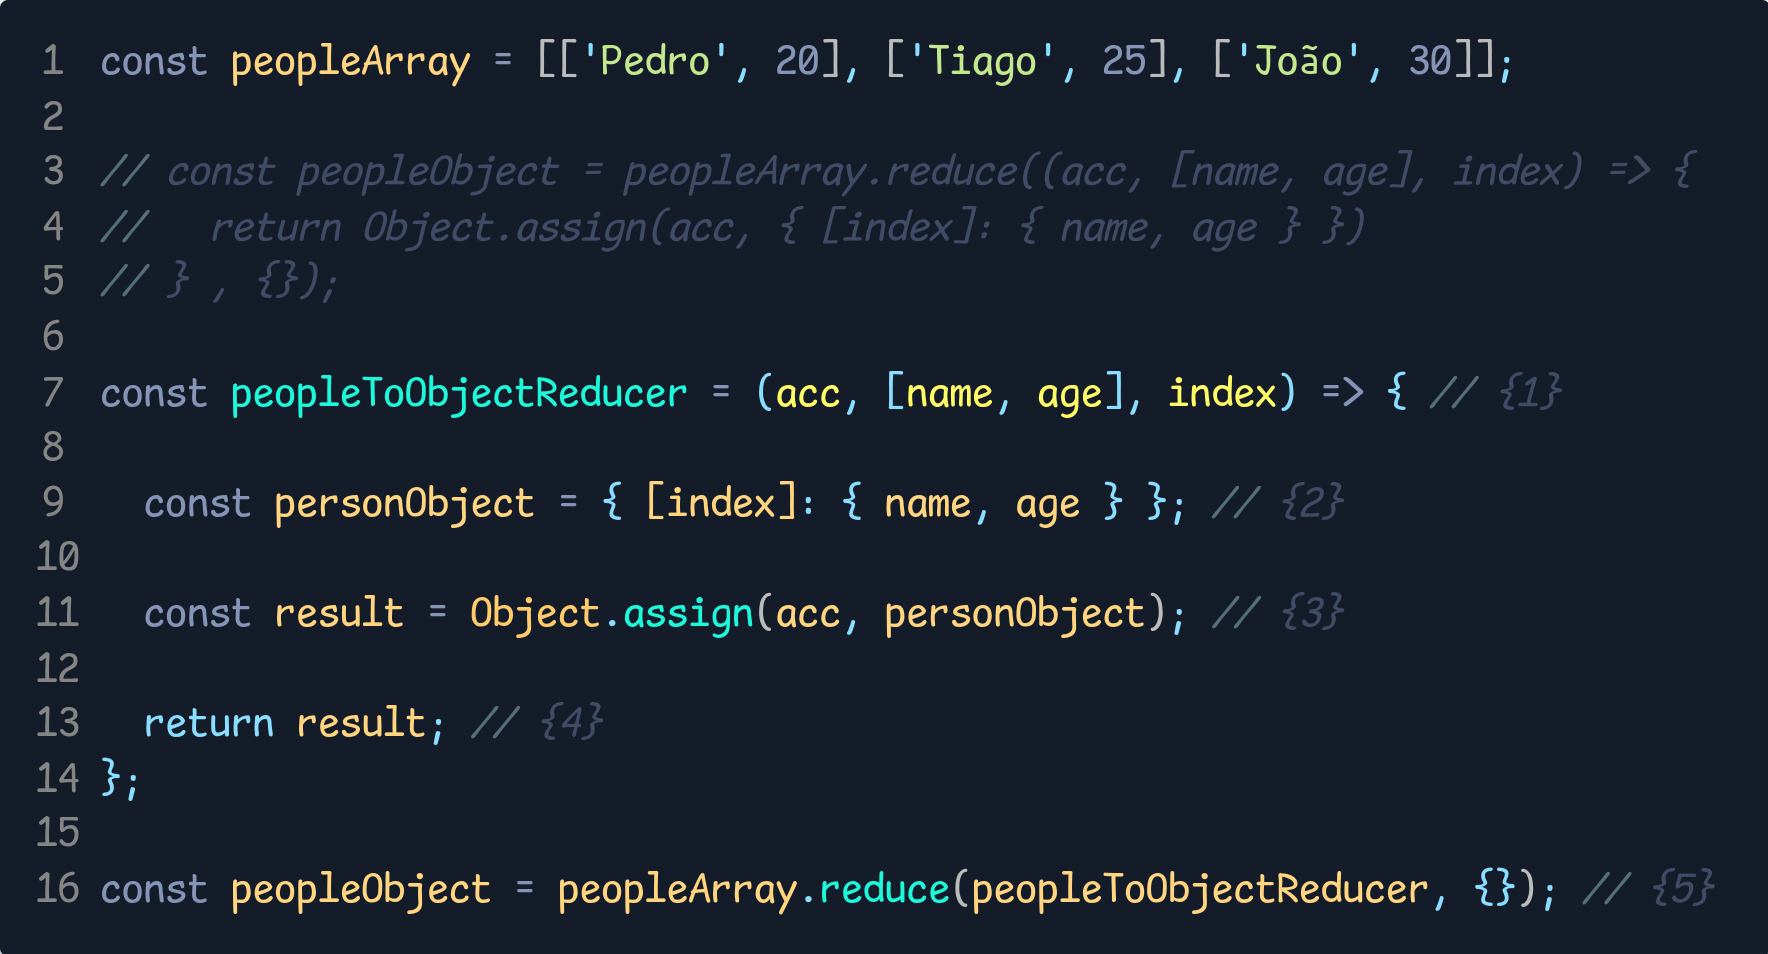 1 const peopleArray = [['Pedro', 20], ['Tiago', 25], ['João', 30]];
2
3 // const peopleObject = peopleArray.reduce((acc, [name, age], index) => {
4 //   return Object.assign(acc, { [index]: { name, age } })
5 // } , {});
6
7 const peopleToObjectReducer = (acc, [name, age], index) => { // {1}
8
9   const personObject = { [index]: { name, age } }; // {2}
10
11   const result = Object.assign(acc, personObject); // {3}
12
13   return result; // {4}
14 };
15
16 const peopleObject = peopleArray.reduce(peopleToObjectReducer, {}); // {5}